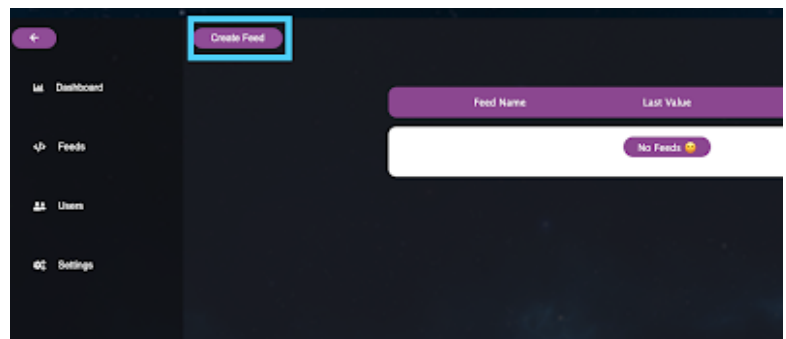 Create Feed
Dashboard
Feed Name Last Value
Feeds
No Feeds
Users
Settings